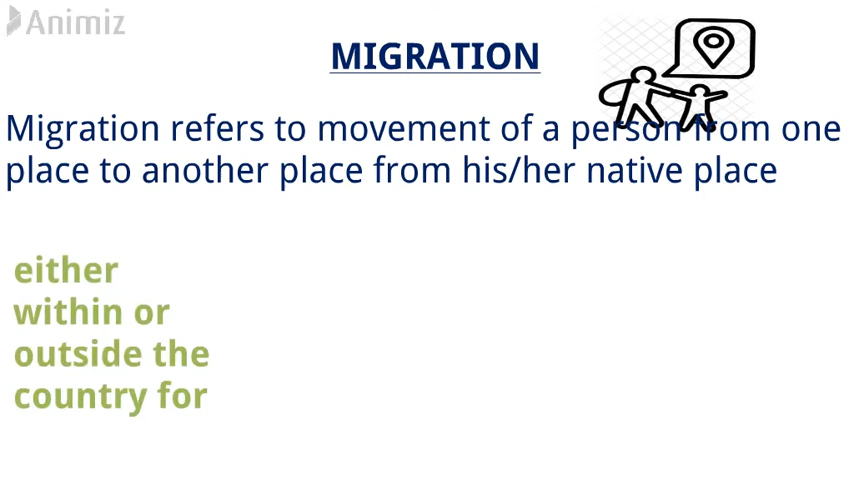 Animiz
MIGRATION
Migration refers to movement of a person from one
place to another place from his/her native place
either
within or
outside the
country for